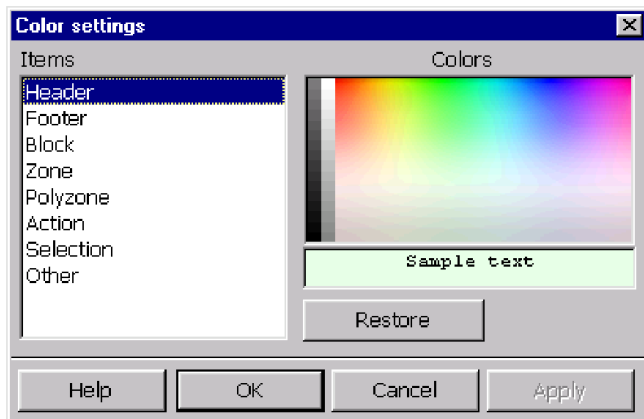 Color settings
Items
Colors
Header
Footer
Block
Zone
Polyzone
Action
Selection
Other
Sample text
Restore
Help
OK
Cancel
Apply